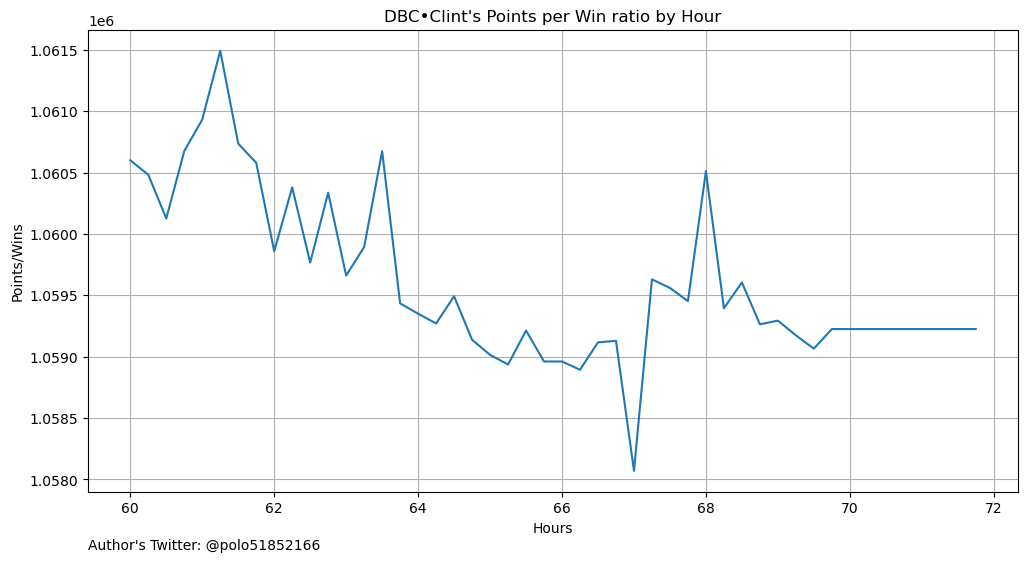 DBC•Clint's Points per Win ratio by Hour
1e6
1.0615
1.0610
1.0605
1.0600
1.0595
1.0590
1.0585
1.0580
Points/Wins
60 62 64 66 68 70 72
Hours
Author's Twitter: @polo51852166